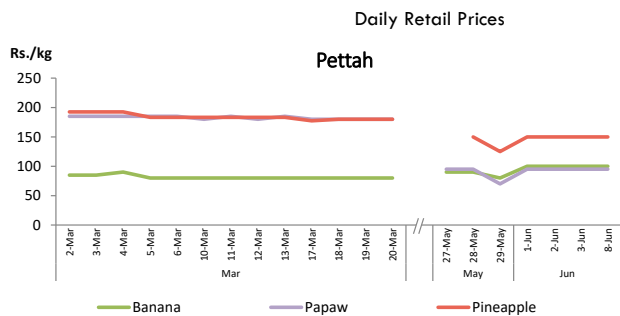 Daily Retail Prices
Rs./kg
Pettah
250
200
150
100
50
0
2-Mar 3-Mar 4-Mar 5-Mar 6-Mar 10-Mar 11-Mar 12-Mar 13-Mar 17-Mar 18-Mar 19-Mar 20-Mar // 27-May 28-May 29-May 1-Jun 2-Jun 3-Jun 8-Jun
Mar May Jun
Banana Papaw Pineapple